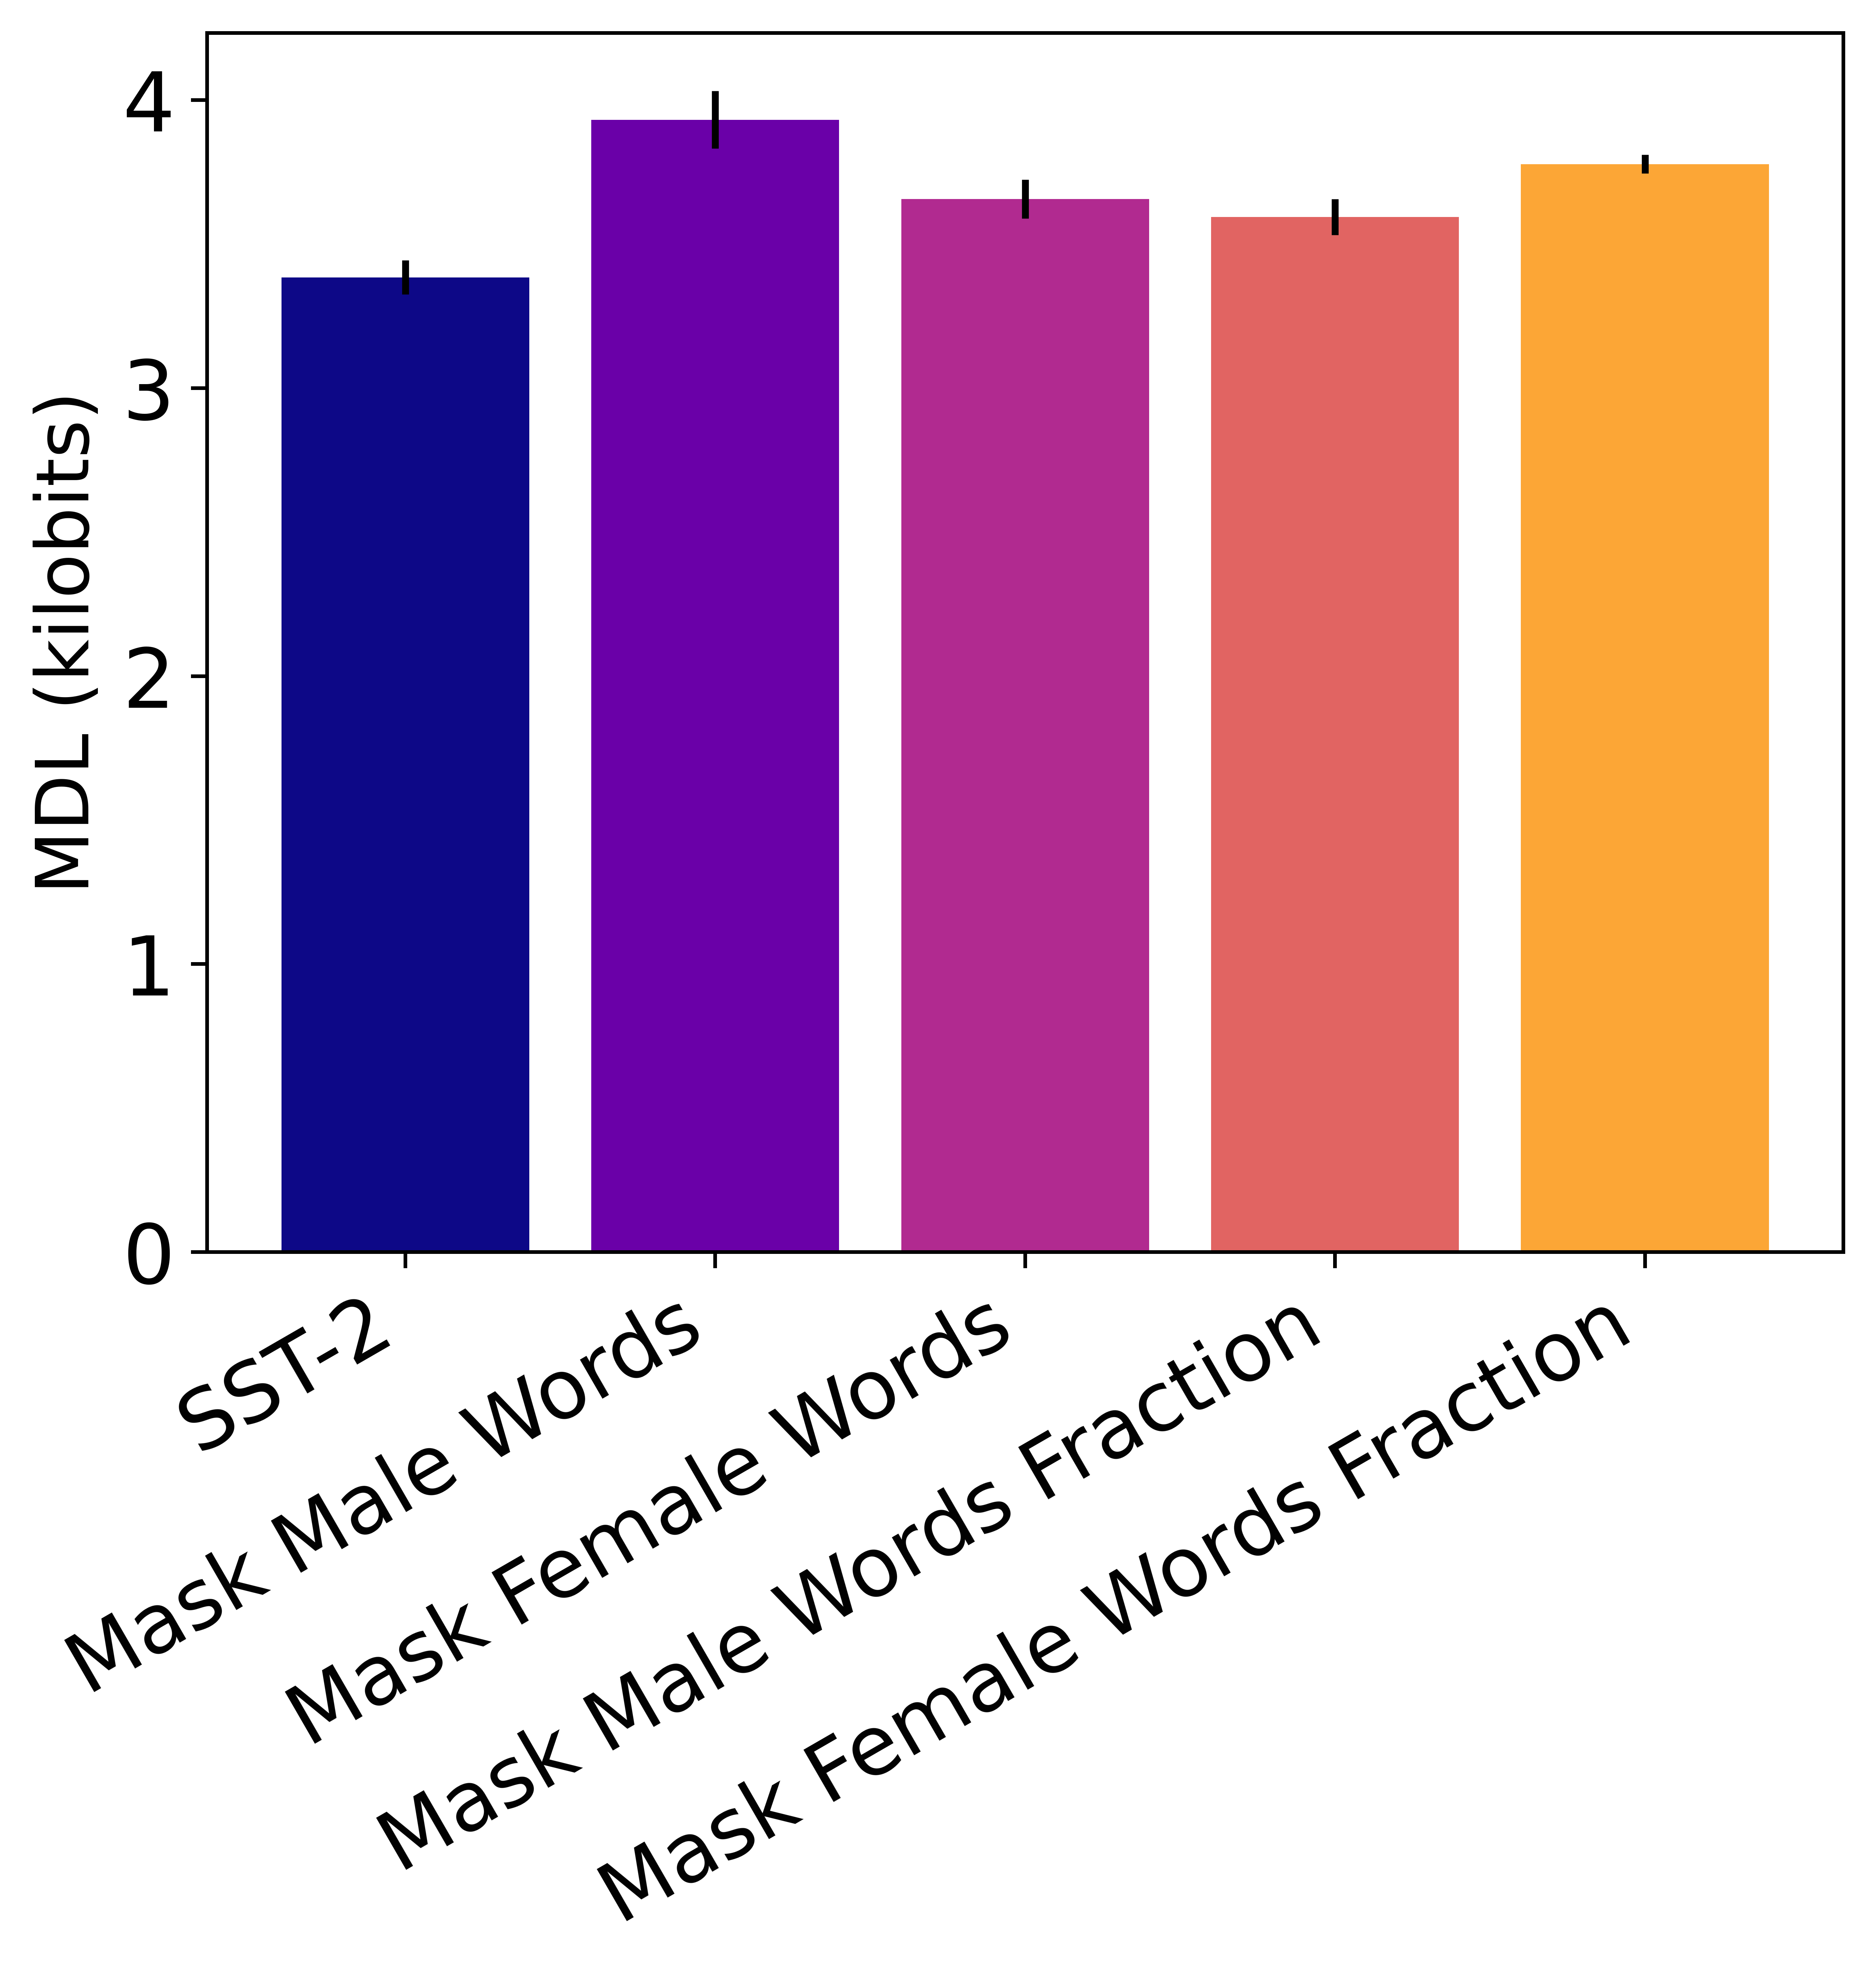 MDL (kilobits)
4
3
2
1
0
SST-2
Mask Male Words
Mask Female Words
Mask Male Words Fraction
Mask Female Words Fraction